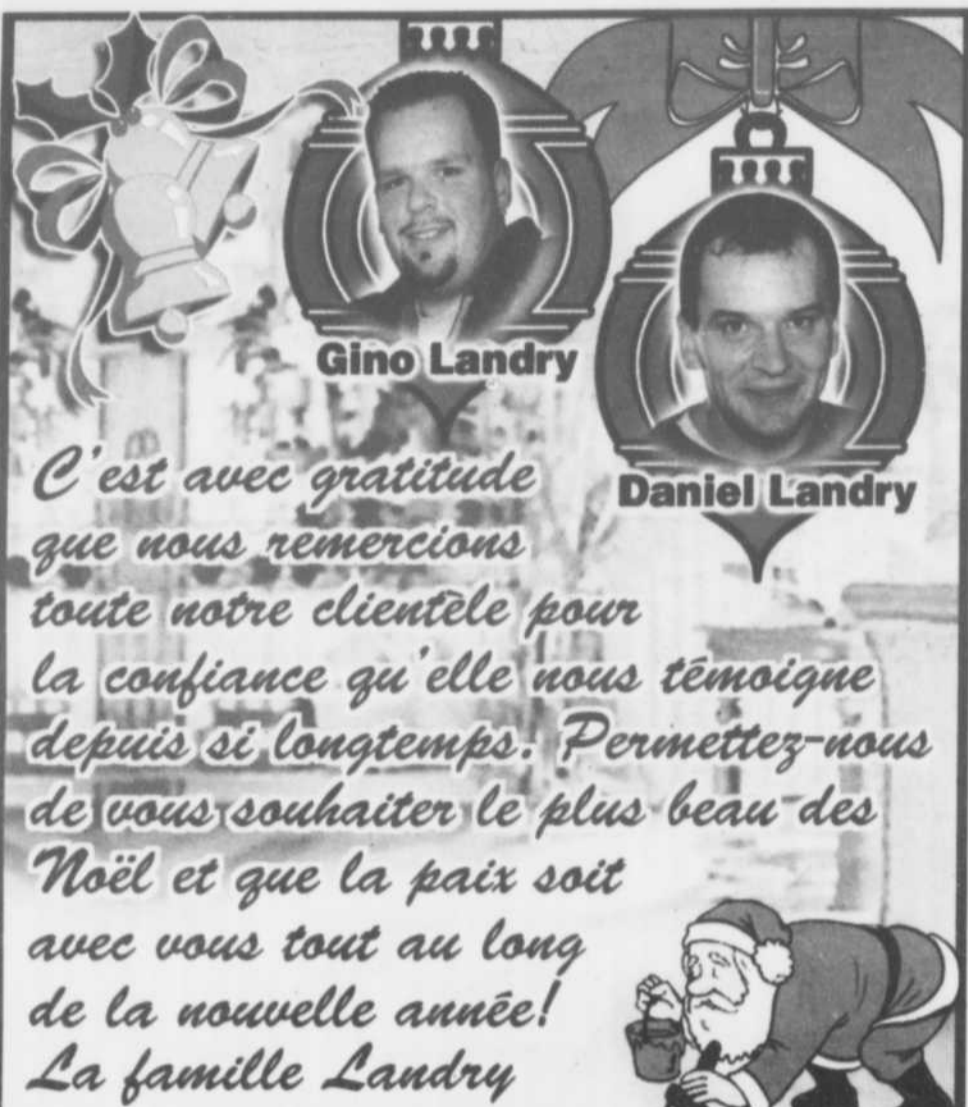 Gino Landry
Daniel Landry
C'est avec gratitude
que nous remercions
toute notre clientèle pour
la confiance qu'elle nous témoigne
depuis si longtemps. Permettez-nous
de vous souhaiter le plus beau des
Noël et que la paix soit
avec vous tout au long
de la nouvelle année!
La famille Landry